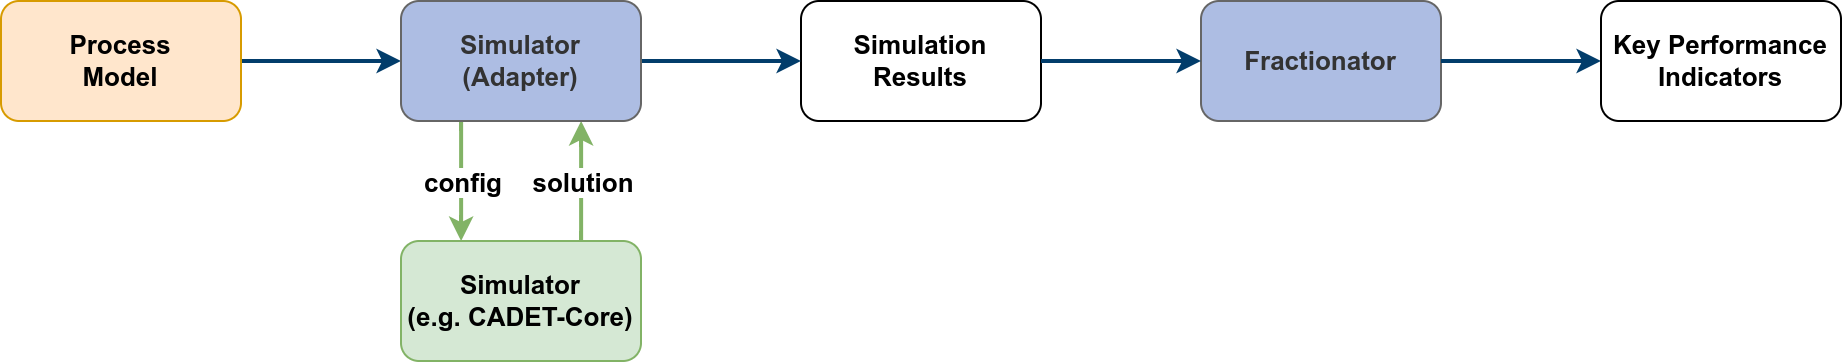 Process
Model
Simulator
(Adapter)
Simulation
Results
Fractionator
Key Performance
Indicators
config
solution
Simulator
(e.g. CADET-Core)